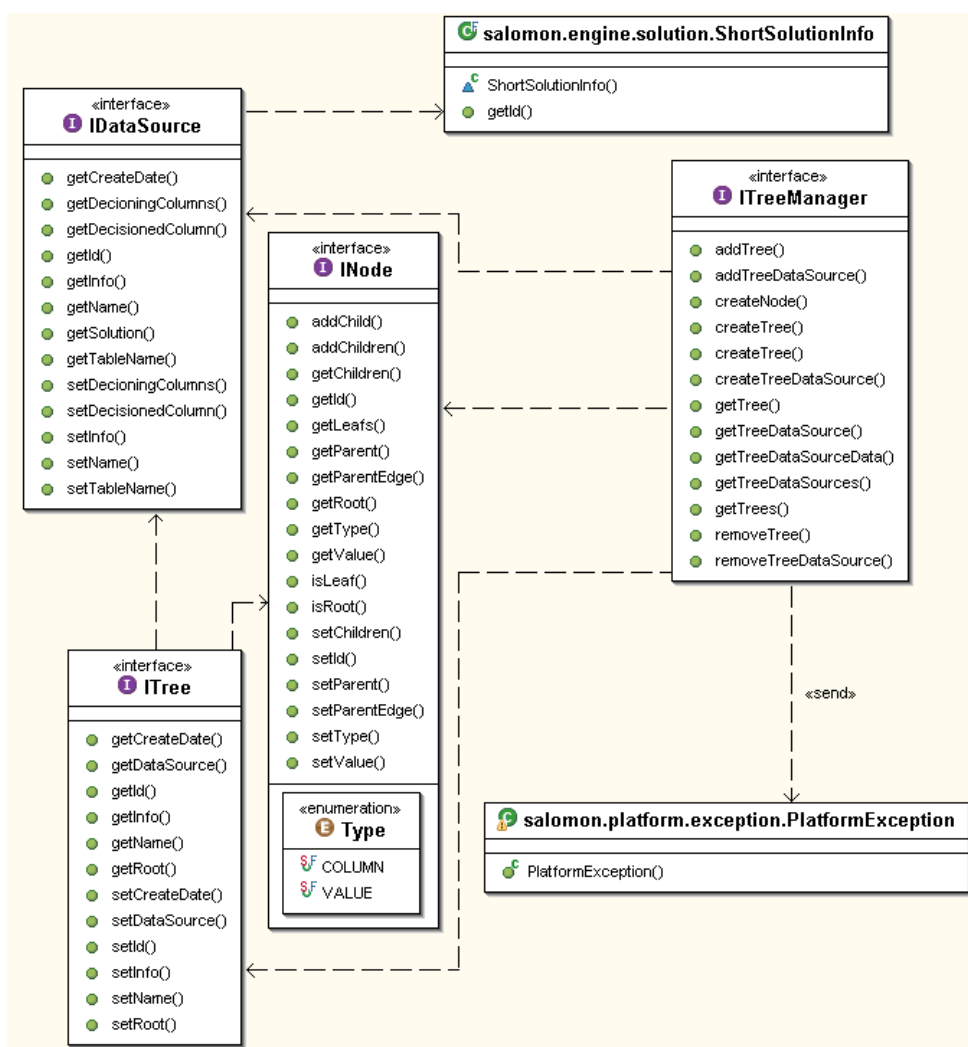 salomon.engine.solution.ShortSolutionInfo
ShortSolutionInfo()
getId()
«interface»
IDataSource
getCreateDate()
getDecioningColumns()
getDecisionedColumn()
getId()
getInfo()
getName()
getSolution()
getTableName()
setDecioningColumns()
setDecisionedColumn()
setInfo()
setName()
setTableName()
«interface»
INode
addChild()
addChildren()
getChildren()
getId()
getLeafs()
getParent()
getParentEdge()
getRoot()
getType()
getValue()
isLeaf()
isRoot()
setChildren()
setId()
setParent()
setParentEdge()
setType()
setValue()
«enumeration»
Type
COLUMN
VALUE
«interface»
ITreeManager
addTree()
addTreeDataSource()
createNode()
createTree()
createTree()
createTreeDataSource()
getTree()
getTreeDataSource()
getTreeDataSourceData()
getTreeDataSources()
getTrees()
removeTree()
removeTreeDataSource()
«send»
«interface»
ITree
getCreateDate()
getDataSource()
getId()
getInfo()
getName()
getRoot()
setCreateDate()
setDataSource()
setId()
setInfo()
setName()
setRoot()
salomon.platform.exception.PlatformException
PlatformException()